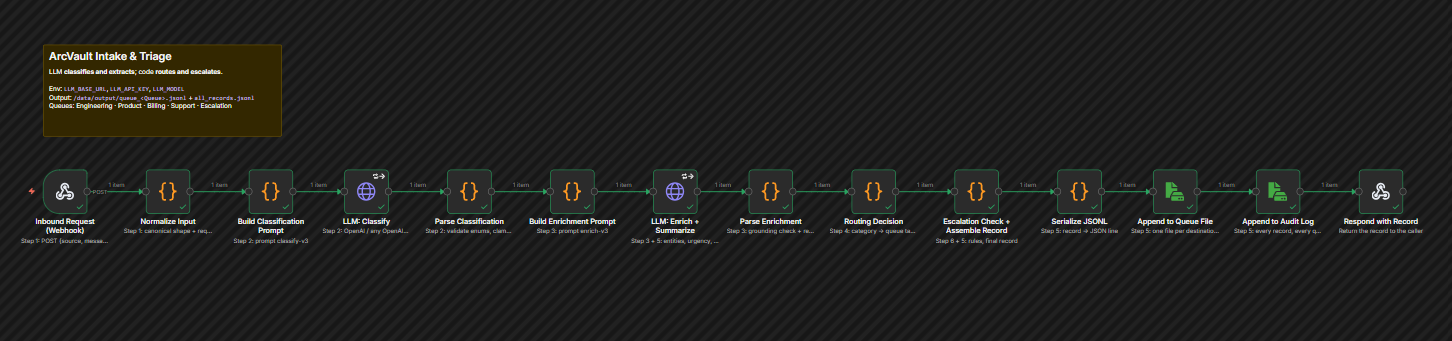 ArcVault Intake & Triage
LLM classifies and extracts; code routes and escalates.
Env: LLM_BASE_URL, LLM_API_KEY, LLM_MODEL
Output: /data/output/queue_<Queue>.jsonl + all_records.jsonl
Queues: Engineering · Product · Billing · Support · Escalation
POST
1 item
1 item
1 item
1 item
1 item
1 item
1 item
1 item
1 item
1 item
1 item
1 item
1 item
Inbound Request
(Webhook)
Step 1: POST {source, messa...
Normalize Input
Step 1: canonical shape + req...
Build Classification
Prompt
Step 2: prompt classify-v3
LLM: Classify
Step 2: OpenAI / any OpenAI...
Parse Classification
Step 2: validate enums, clam...
Build Enrichment Prompt
Step 3: prompt enrich-v3
LLM: Enrich +
Summarize
Step 3 + 5: entities, urgency, ...
Parse Enrichment
Step 3: grounding check + re...
Routing Decision
Step 4: category → queue ta...
Escalation Check +
Assemble Record
Step 6 + 5: rules, final record
Serialize JSONL
Step 5: record → JSON line
Append to Queue File
Step 5: one file per destinatio...
Append to Audit Log
Step 5: every record, every q...
Respond with Record
Return the record to the caller